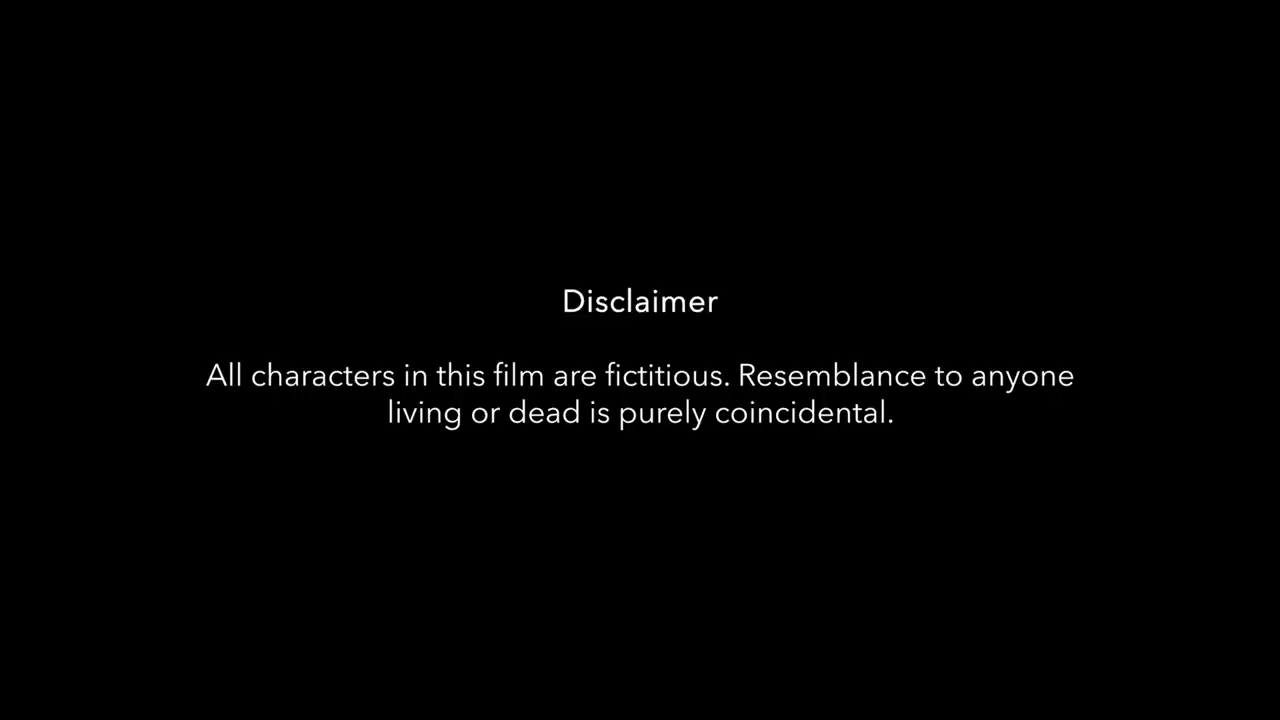 Disclaimer
All characters in this film are fictitious. Resemblance to anyone
living or dead is purely coincidental.